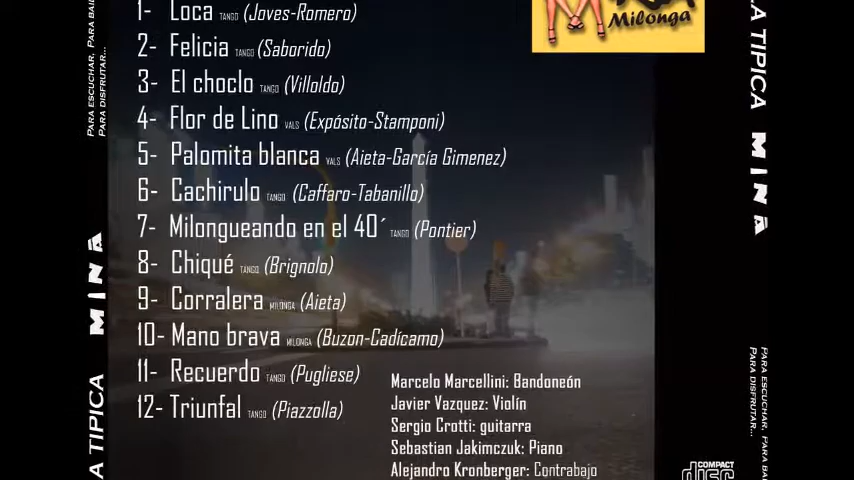 1- Loca TANGO (Joves-Romero)
2- Felicia TANGO (Saborido)
3- El choclo TANGO (Villoldo)
4- Flor de Lino VALS (Expósito-Stamponi)
5- Palomita blanca VALS (Aieta-García Gimenez)
6- Cachirulo TANGO (Caffaro-Tabanillo)
7- Milongueando en el 40´ TANGO (Pontier)
8- Chiqué TANGO (Brignolo)
9- Corralera MILONGA (Aieta)
10- Mano brava MILONGA (Buzon-Cadícamo)
11- Recuerdo TANGO (Pugliese)
12- Triunfal TANGO (Piazzolla)
Marcelo Marcellini: Bandoneón
Javier Vazquez: Violín
Sergio Crotti: guitarra
Sebastian Jakimczuk: Piano
Alejandro Kronberger: Contrabajo
Milonga
PARA ESCUCHAR, PARA
PARA DISFRUTAR...
A TIPICA MINÁ
LA TIPICA MINÁ
PARA ESCUCHAR, PARA
PARA DISFRUTAR...
COMPACT
disc